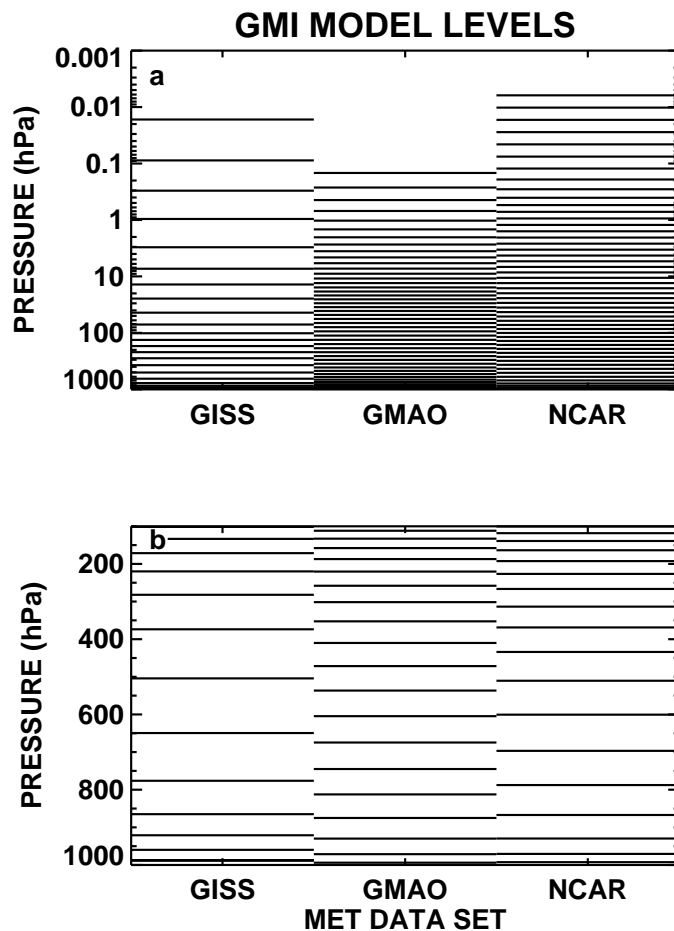 GMI MODEL LEVELS
a
PRESSURE (hPa)
0.001
0.01
0.1
1
10
100
1000
GISS GMAO NCAR
b
PRESSURE (hPa)
200
400
600
800
1000
GISS GMAO NCAR
MET DATA SET